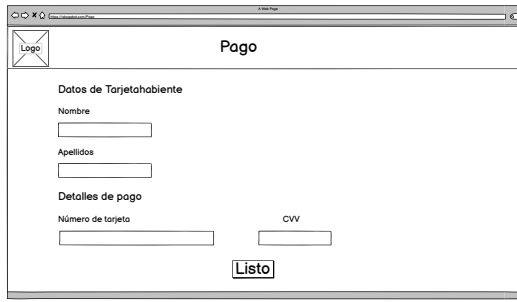 A Web Page
Logo
Pago
Datos de Tarjetahabiente
Nombre
Apellidos
Detalles de pago
Número de tarjeta CVV
Listo